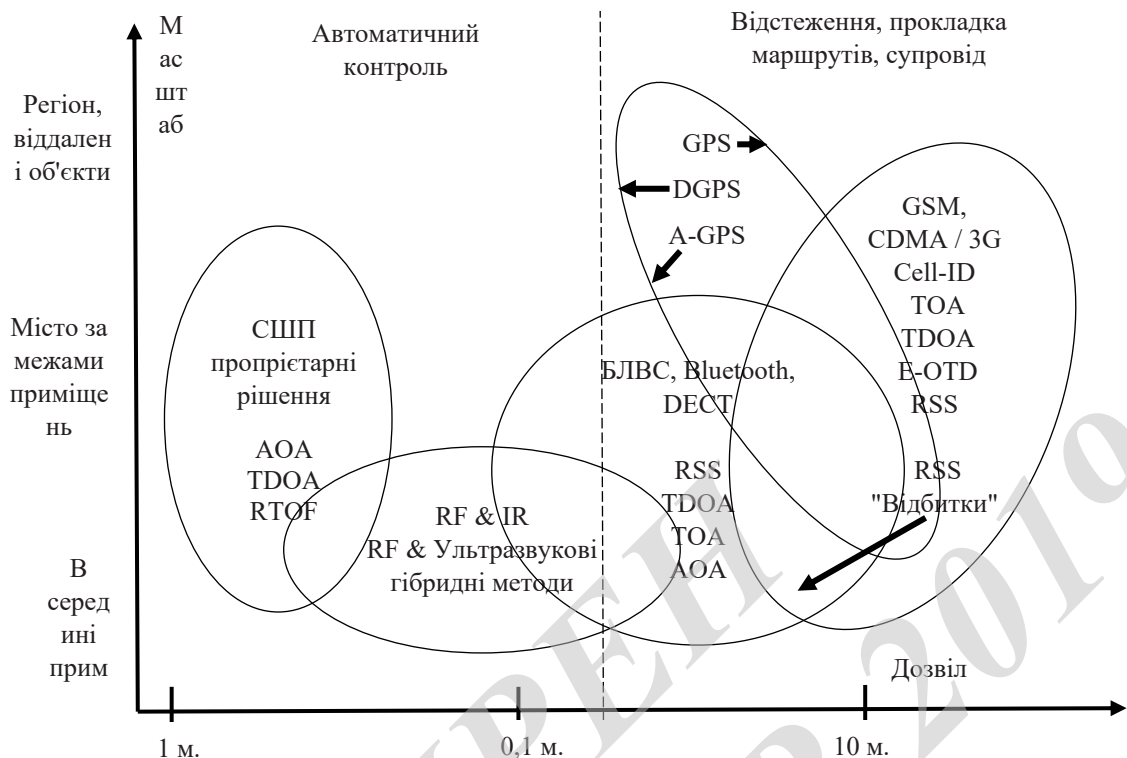 М
ас
шт
аб
Автоматичний
контроль
Відстеження, прокладка
маршрутів, супровід
Регіон,
віддален
і об'єкти
GPS
DGPS
A-GPS
GSM,
CDMA / 3G
Cell-ID
TOA
TDOA
E-OTD
RSS
Місто за
межами
приміще
нь
СШП
пропрієтарні
рішення
AOA
TDOA
RTOF
БЛВС, Bluetooth,
DECT
RSS
TDOA
TOA
AOA
RSS
"Відбитки"
RF & IR
RF & Ультразвукові
гібридні методи
В
серед
ині
прим
Дозвіл
1 м.
0,1 м.
10 м.